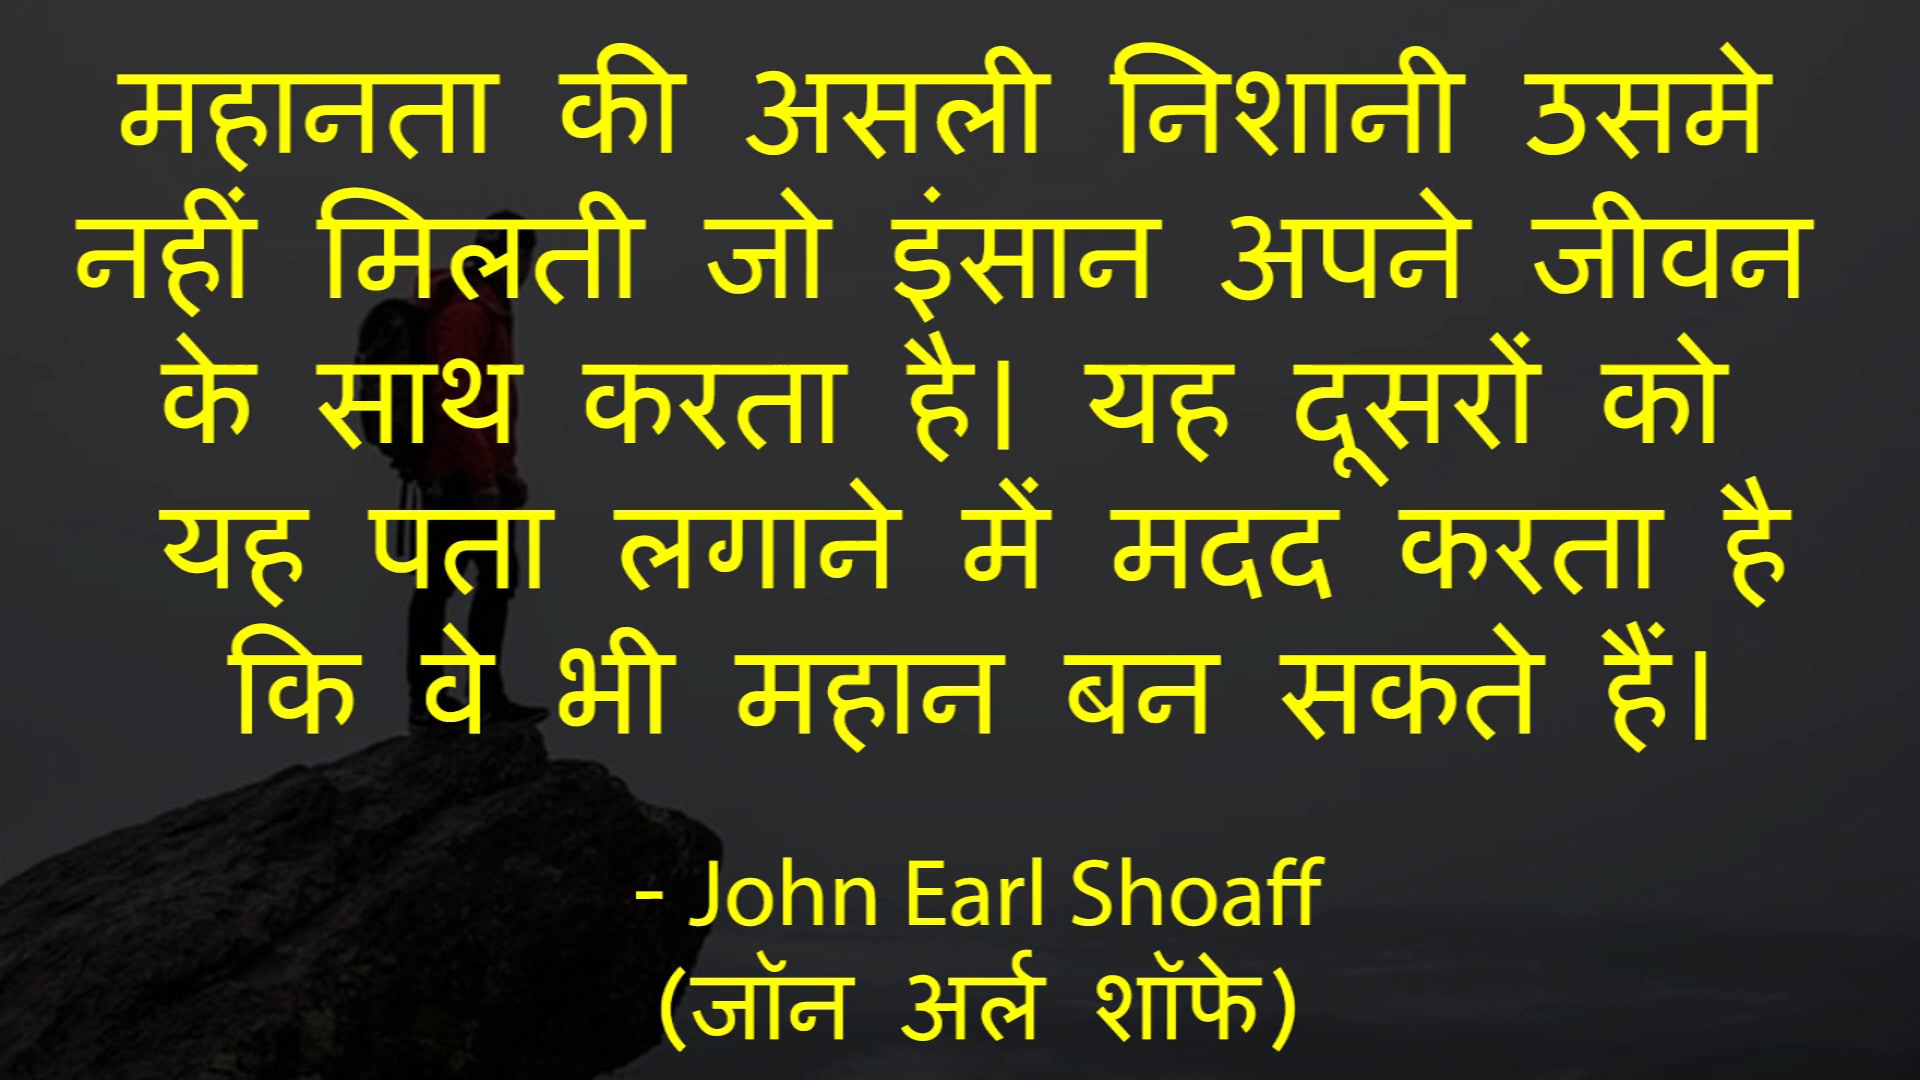 महानता की असली निशानी उसमे
नहीं मिलती जो इंसान अपने जीवन
के साथ करता है। यह दूसरों को
यह पता लगाने में मदद करता है
कि वे भी महान बन सकते हैं।
- John Earl Shoaff
(जॉन अर्ल शॉफे)